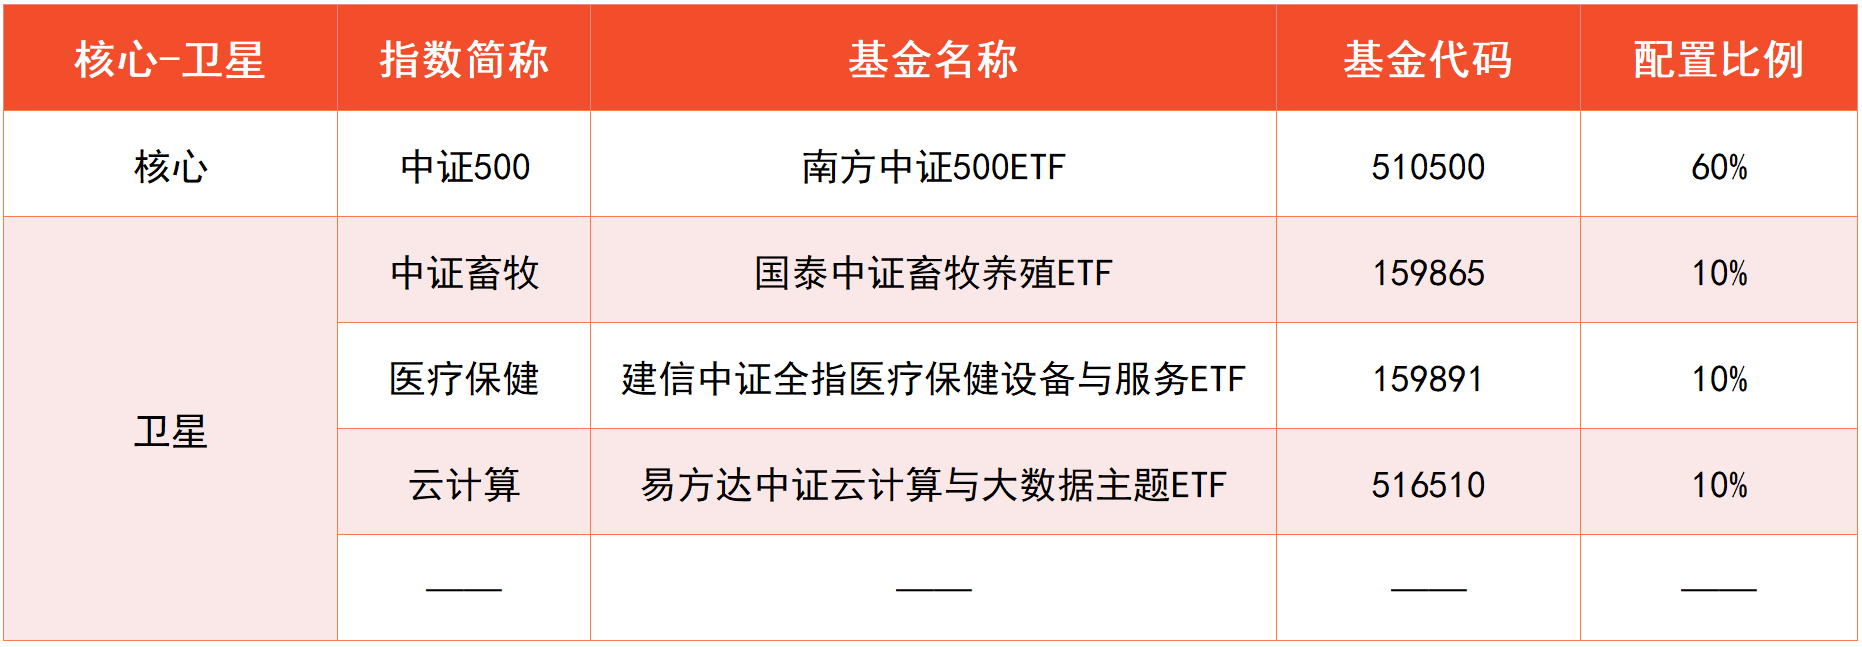 核心-卫星 指数简称 基金名称 基金代码 配置比例
核心 中证500 南方中证500ETF 510500 60%
卫星
中证畜牧 国泰中证畜牧养殖ETF 159865 10%
医疗保健 建信中证全指医疗保健设备与服务ETF 159891 10%
云计算 易方达中证云计算与大数据主题ETF 516510 10%
—— —— —— ——